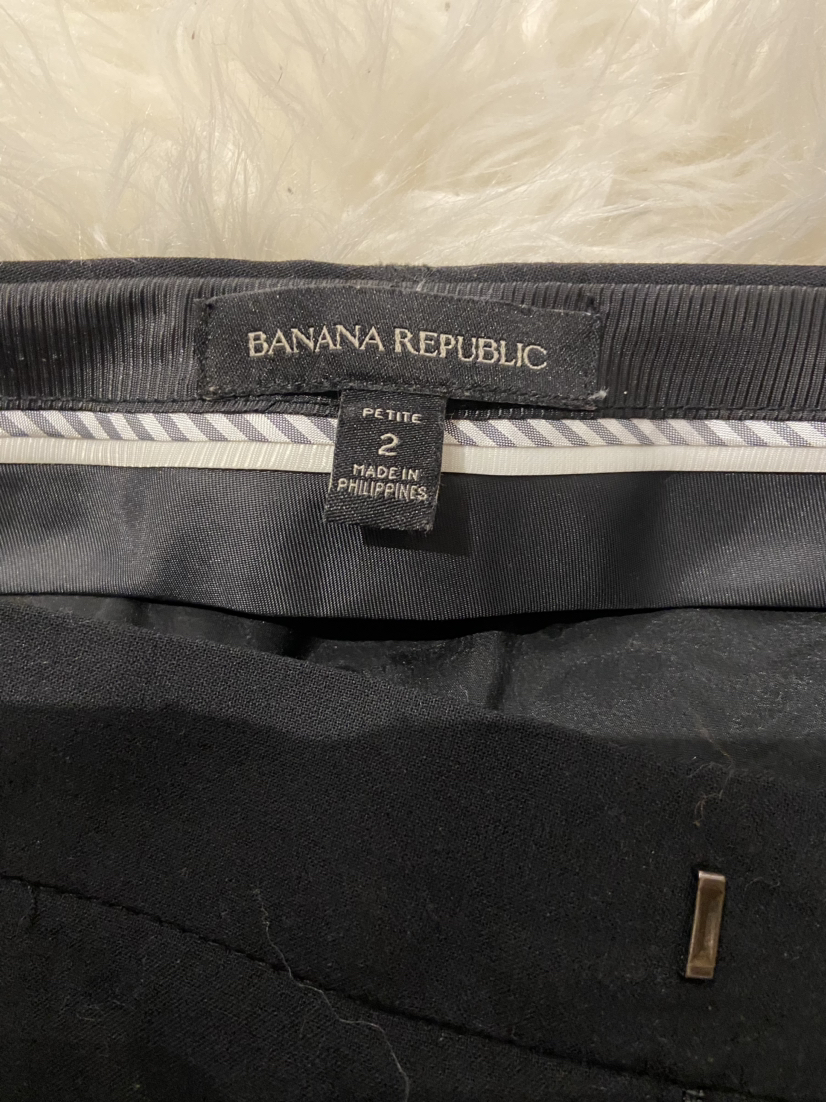 BANANA REPUBLIC
PETITE
2
MADE IN
PHILIPPINES